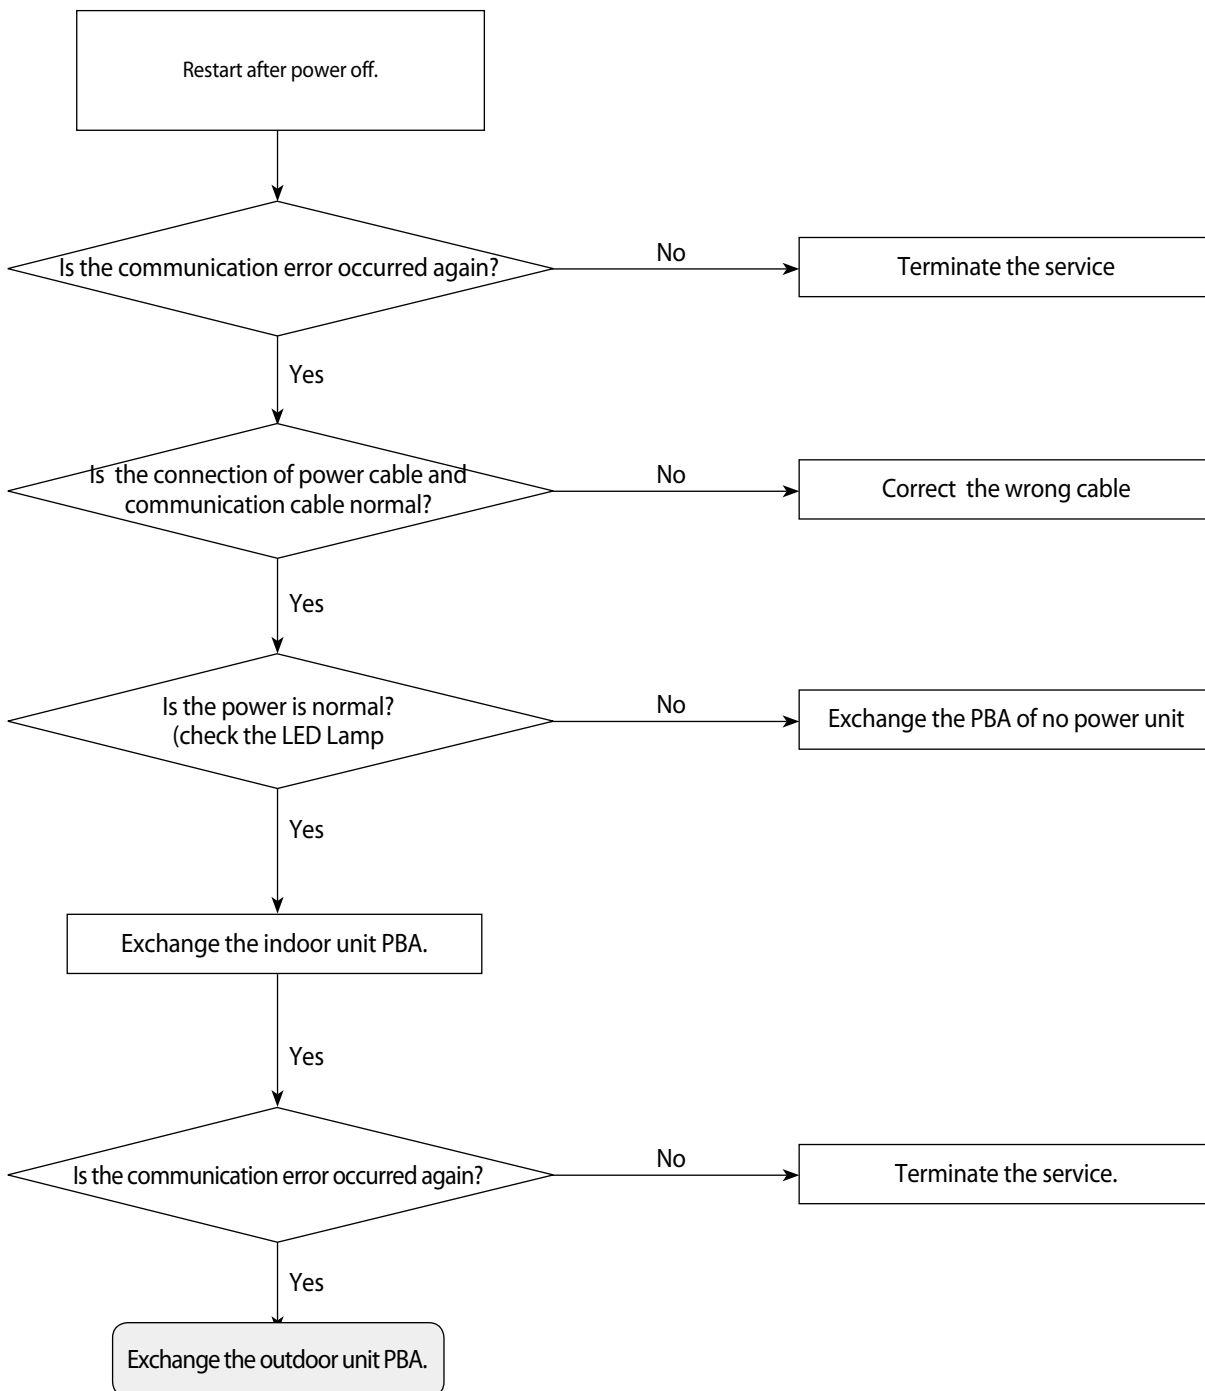 Restart after power off.
Is the communication error occurred again?
No
Terminate the service
Yes
Is  the connection of power cable and
communication cable normal?
No
Correct  the wrong cable
Yes
Is the power is normal?
(check the LED Lamp
No
Exchange the PBA of no power unit
Yes
Exchange the indoor unit PBA.
Yes
Is the communication error occurred again?
No
Terminate the service.
Yes
Exchange the outdoor unit PBA.